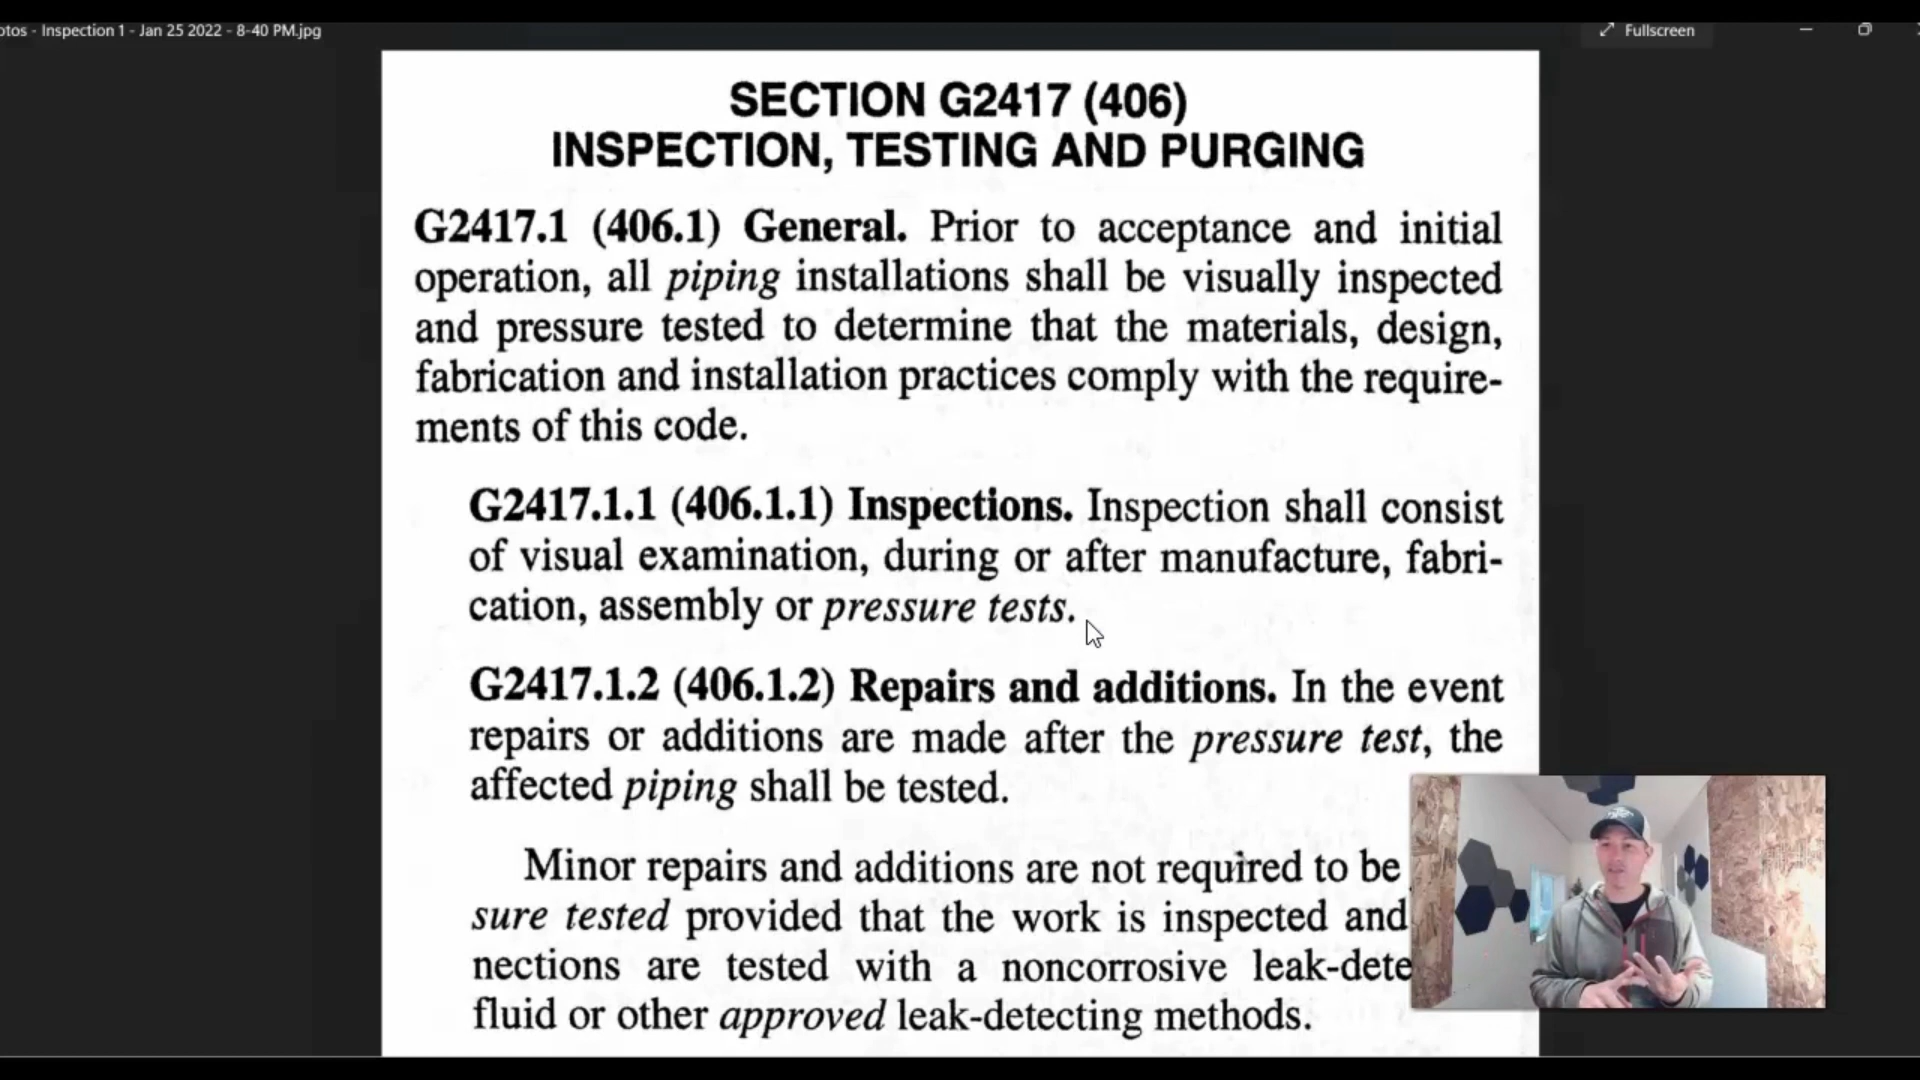 otos - Inspection 1 - Jan 25 2022 - 8-40 PM.jpg
Fullscreen
SECTION G2417 (406)
INSPECTION, TESTING AND PURGING
G2417.1 (406.1) General. Prior to acceptance and initial
operation, all piping installations shall be visually inspected
and pressure tested to determine that the materials, design,
fabrication and installation practices comply with the require-
ments of this code.
G2417.1.1 (406.1.1) Inspections. Inspection shall consist
of visual examination, during or after manufacture, fabri-
cation, assembly or pressure tests.
G2417.1.2 (406.1.2) Repairs and additions. In the event
repairs or additions are made after the pressure test, the
affected piping shall be tested.
Minor repairs and additions are not required to be
sure tested provided that the work is inspected and
nections are tested with a noncorrosive leak-dete
fluid or other approved leak-detecting methods.